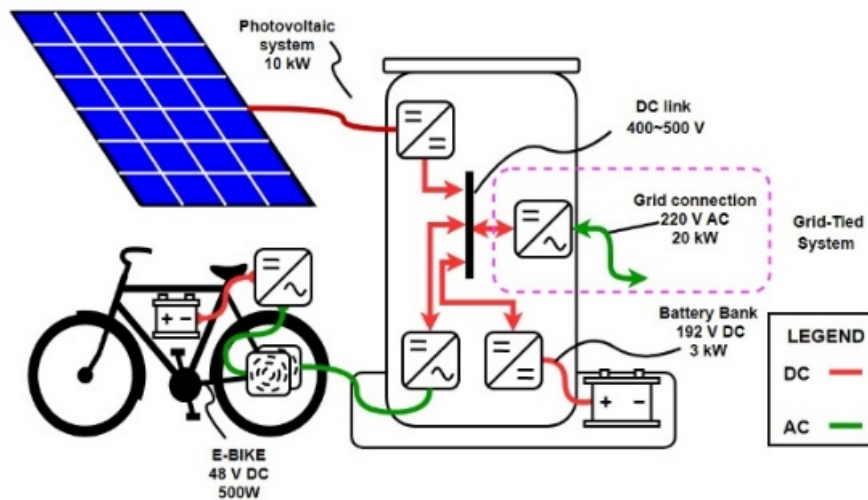 Photovoltaic
system
10 kW
DC link
400~500 V
Grid connection
220 V AC
20 kW
Grid-Tied
System
Battery Bank
192 V DC
3 kW
LEGEND
DC
AC
E-BIKE
48 V DC
500W